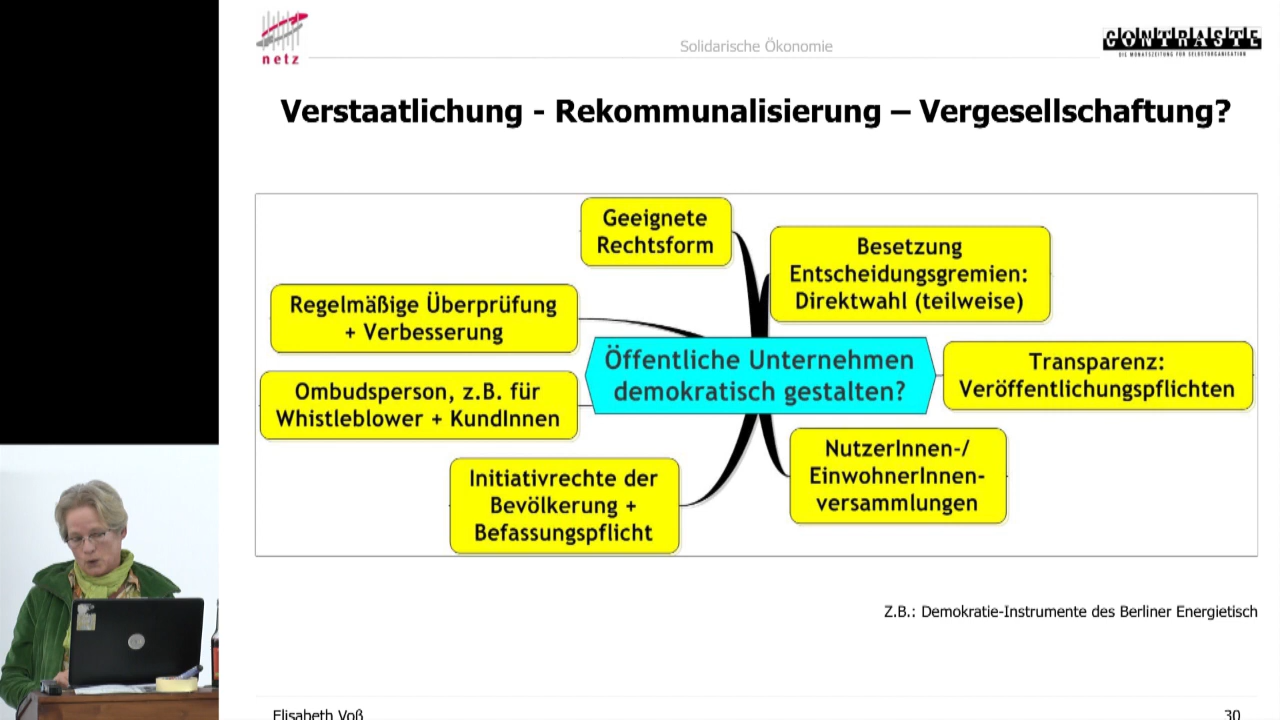 netz
Solidarische Ökonomie
CONTRASTE
DIE MONATSZEITUNG FÜR SELBSTORGANISATION
Verstaatlichung - Rekommunalisierung – Vergesellschaftung?
Geeignete
Rechtsform
Besetzung
Entscheidungsgremien:
Direktwahl (teilweise)
Regelmäßige Überprüfung
+ Verbesserung
Öffentliche Unternehmen
demokratisch gestalten?
Transparenz:
Veröffentlichungspflichten
Ombudsperson, z.B. für
Whistleblower + KundInnen
NutzerInnen-/
EinwohnerInnen-
versammlungen
Initiativrechte der
Bevölkerung +
Befassungspflicht
Z.B.: Demokratie-Instrumente des Berliner Energietisch
Elisabeth Voß
30